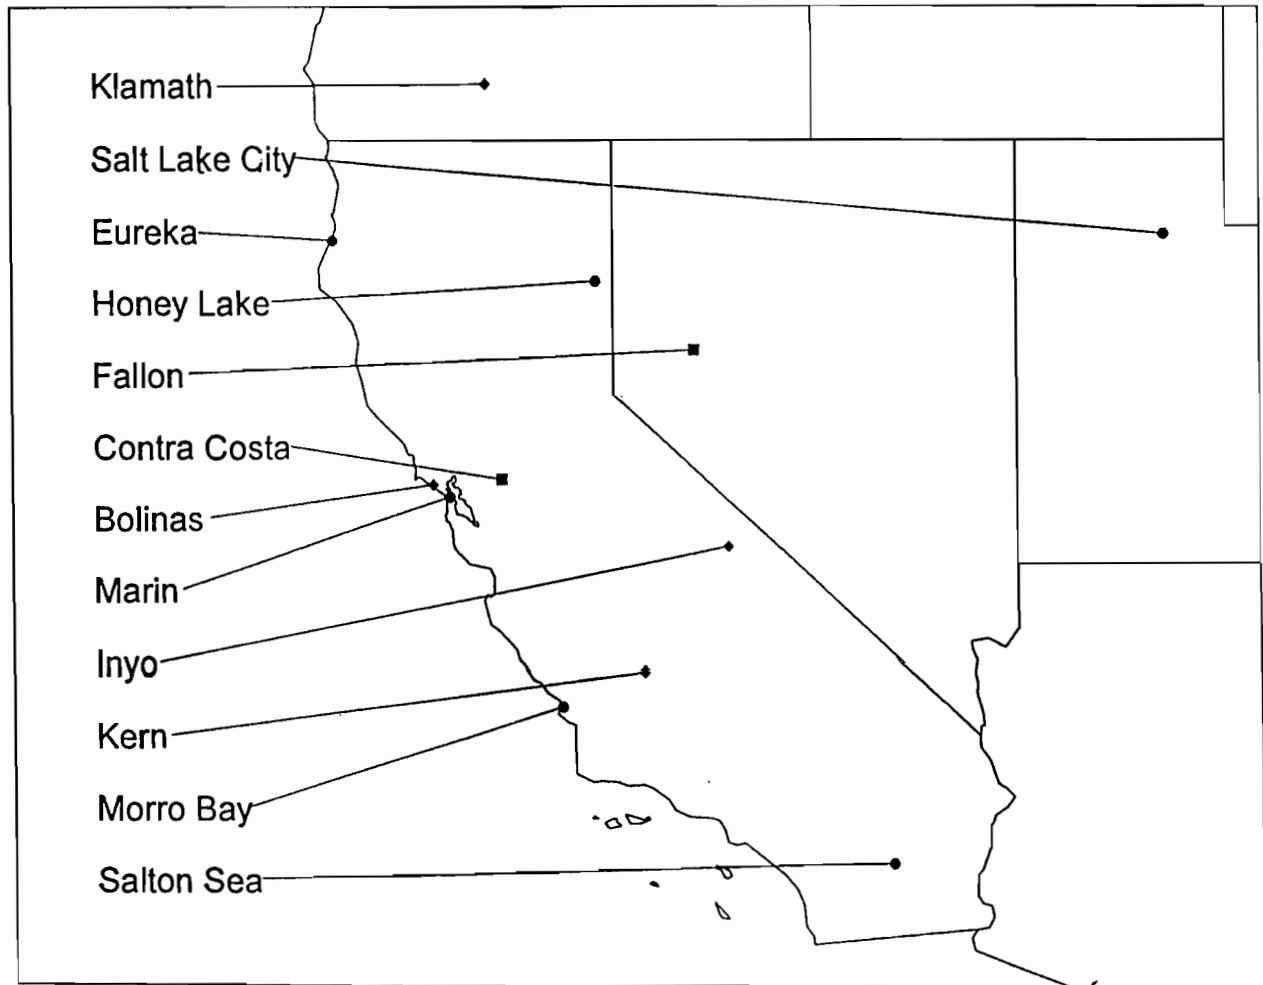 Klamath
Salt Lake City
Eureka
Honey Lake
Fallon
Contra Costa
Bolinas
Marin
Inyo
Kern
Morro Bay
Salton Sea